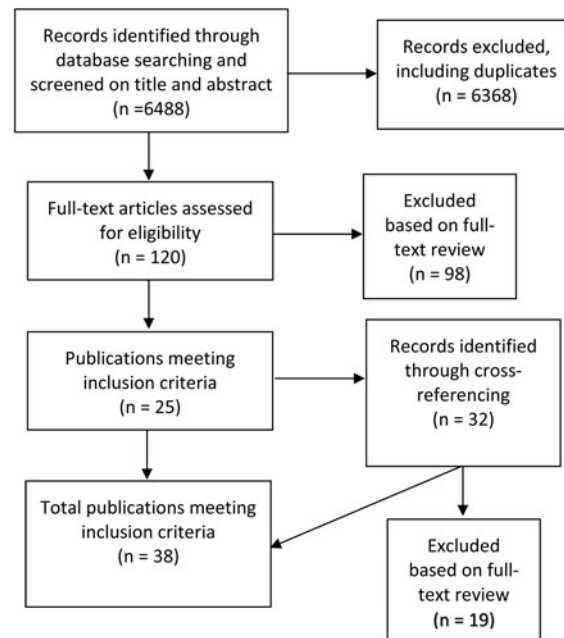 Records identified through
database searching and
screened on title and abstract
(n =6488)
Records excluded,
including duplicates
(n = 6368)
Full-text articles assessed
for eligibility
(n = 120)
Excluded
based on full-
text review
(n = 98)
Publications meeting
inclusion criteria
(n = 25)
Records identified
through cross-
referencing
(n = 32)
Total publications meeting
inclusion criteria
(n = 38)
Excluded
based on full-
text review
(n = 19)